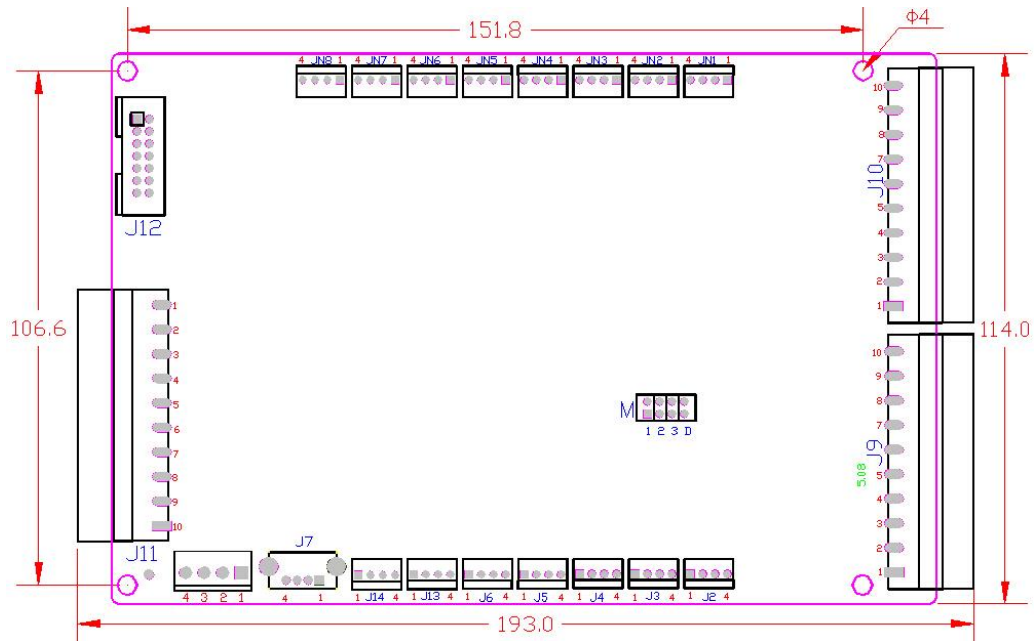 151.8
Φ4
4 JN8 1
4 JN7 1
4 JN6 1
4 JN5 1
4 JN4 1
4 JN3 1
4 JN2 1
4 JN1 1
10
9
8
7
5
4
3
2
1
J10
J12
106.6
114.0
1
2
3
4
5
6
7
8
9
10
J11
M
1 2 3 D
10
9
8
7
5
4
3
2
1
J9
5.08
4 3 2 1
J7
4 1
1 J14 4
1 J13 4
1 J6 4
1 J5 4
1 J4 4
1 J3 4
1 J2 4
193.0